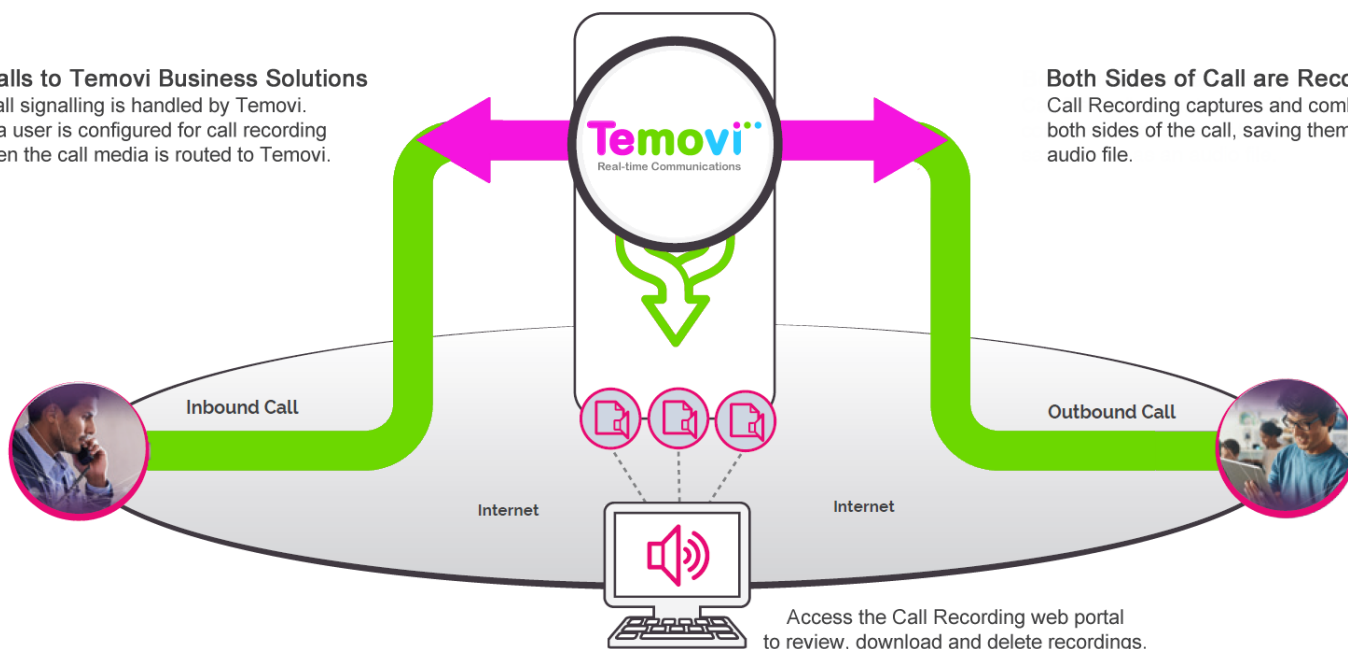 alls to Temovi Business Solutions
all signalling is handled by Temovi.
a user is configured for call recording
en the call media is routed to Temovi.
Temovi
Real-time Communications
Both Sides of Call are Reco
Call Recording captures and comb
both sides of the call, saving them
audio file.
Inbound Call
Outbound Call
Internet
Internet
Access the Call Recording web portal
to review, download and delete recordings.